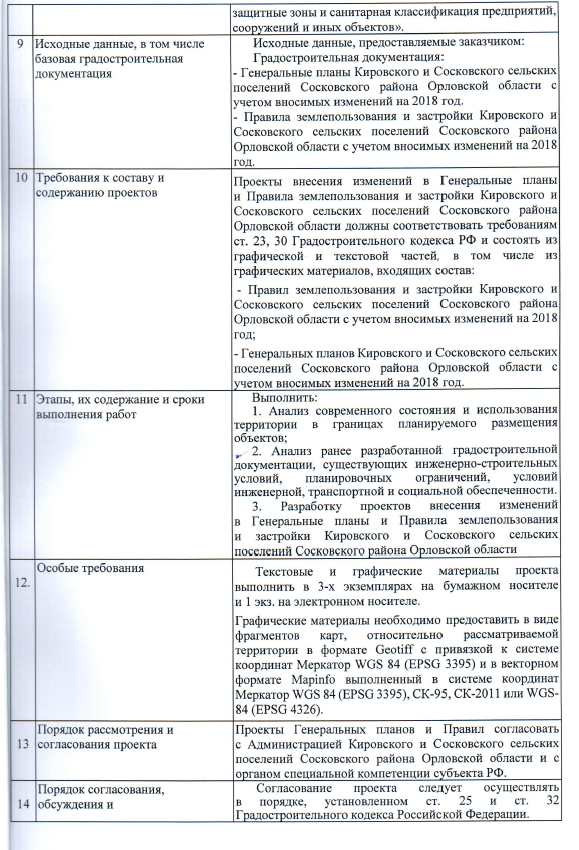 защитные зоны и санитарная классификация предприятий,
сооружений и иных объектов».
9 Исходные данные, в том числе
базовая градостроительная
документация
Исходные данные, предоставляемые заказчиком:
Градостроительная документация:
- Генеральные планы Кировского и Сосковского сельских
поселений Сосковского района Орловской области с
учетом вносимых изменений на 2018 год.
- Правила землепользования и застройки Кировского и
Сосковского сельских поселений Сосковского района
Орловской области с учетом вносимых изменений на 2018
год.
10 Требования к составу и
содержанию проектов
Проекты внесения изменений в Генеральные планы
и Правила землепользования и застройки Кировского и
Сосковского сельских поселений Сосковского района
Орловской области должны соответствовать требованиям
ст. 23, 30 Градостроительного кодекса РФ и состоять из
графической и текстовой частей, в том числе из
графических материалов, входящих состав:
- Правил землепользования и застройки Кировского и
Сосковского сельских поселений Сосковского района
Орловской области с учетом вносимых изменений на 2018
год;
- Генеральных планов Кировского и Сосковского сельских
поселений Сосковского района Орловской области с
учетом вносимых изменений на 2018 год.
11 Этапы, их содержание и сроки
выполнения работ
Выполнить:
1. Анализ современного состояния и использования
территории в границах планируемого размещения
объектов;
2. Анализ ранее разработанной градостроительной
документации, существующих инженерно-строительных
условий, планировочных ограничений, условий
инженерной, транспортной и социальной обеспеченности.
3. Разработку проектов внесения изменений
в Генеральные планы и Правила землепользования
и застройки Кировского и Сосковского сельских
поселений Сосковского района Орловской области
12. Особые требования
Текстовые и графические материалы проекта
выполнить в 3-х экземплярах на бумажном носителе
и 1 экз. на электронном носителе.
Графические материалы необходимо предоставить в виде
фрагментов карт, относительно рассматриваемой
территории в формате Geotiff с привязкой к системе
координат Меркатор WGS 84 (EPSG 3395) и в векторном
формате Mapinfo выполненный в системе координат
Меркатор WGS 84 (EPSG 3395), СК-95, СК-2011 или WGS-
84 (EPSG 4326).
13 Порядок рассмотрения и
согласования проекта
Проекты Генеральных планов и Правил согласовать
с Администрацией Кировского и Сосковского сельских
поселений Сосковского района Орловской области и с
органом специальной компетенции субъекта РФ.
14 Порядок согласования,
обсуждения и
Согласование проекта следует осуществлять
в порядке, установленном ст. 25 и ст. 32
Градостроительного кодекса Российской Федерации.